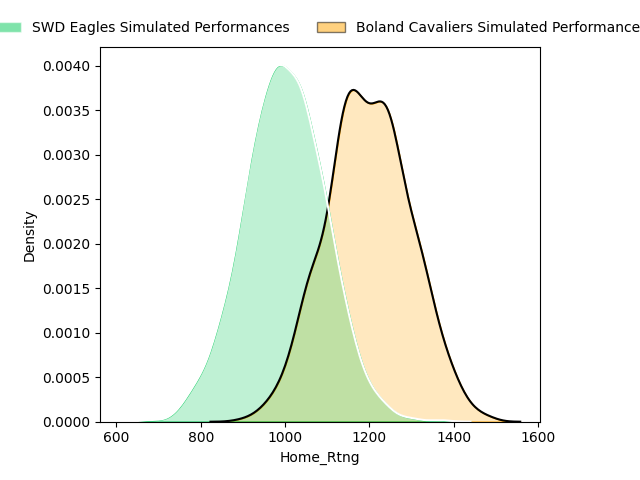 SWD Eagles Simulated Performances
Boland Cavaliers Simulated Performance
0.0040
0.0035
0.0030
0.0025
0.0020
0.0015
0.0010
0.0005
0.0000
Density
600 800 1000 1200 1400 1600
Home_Rtng